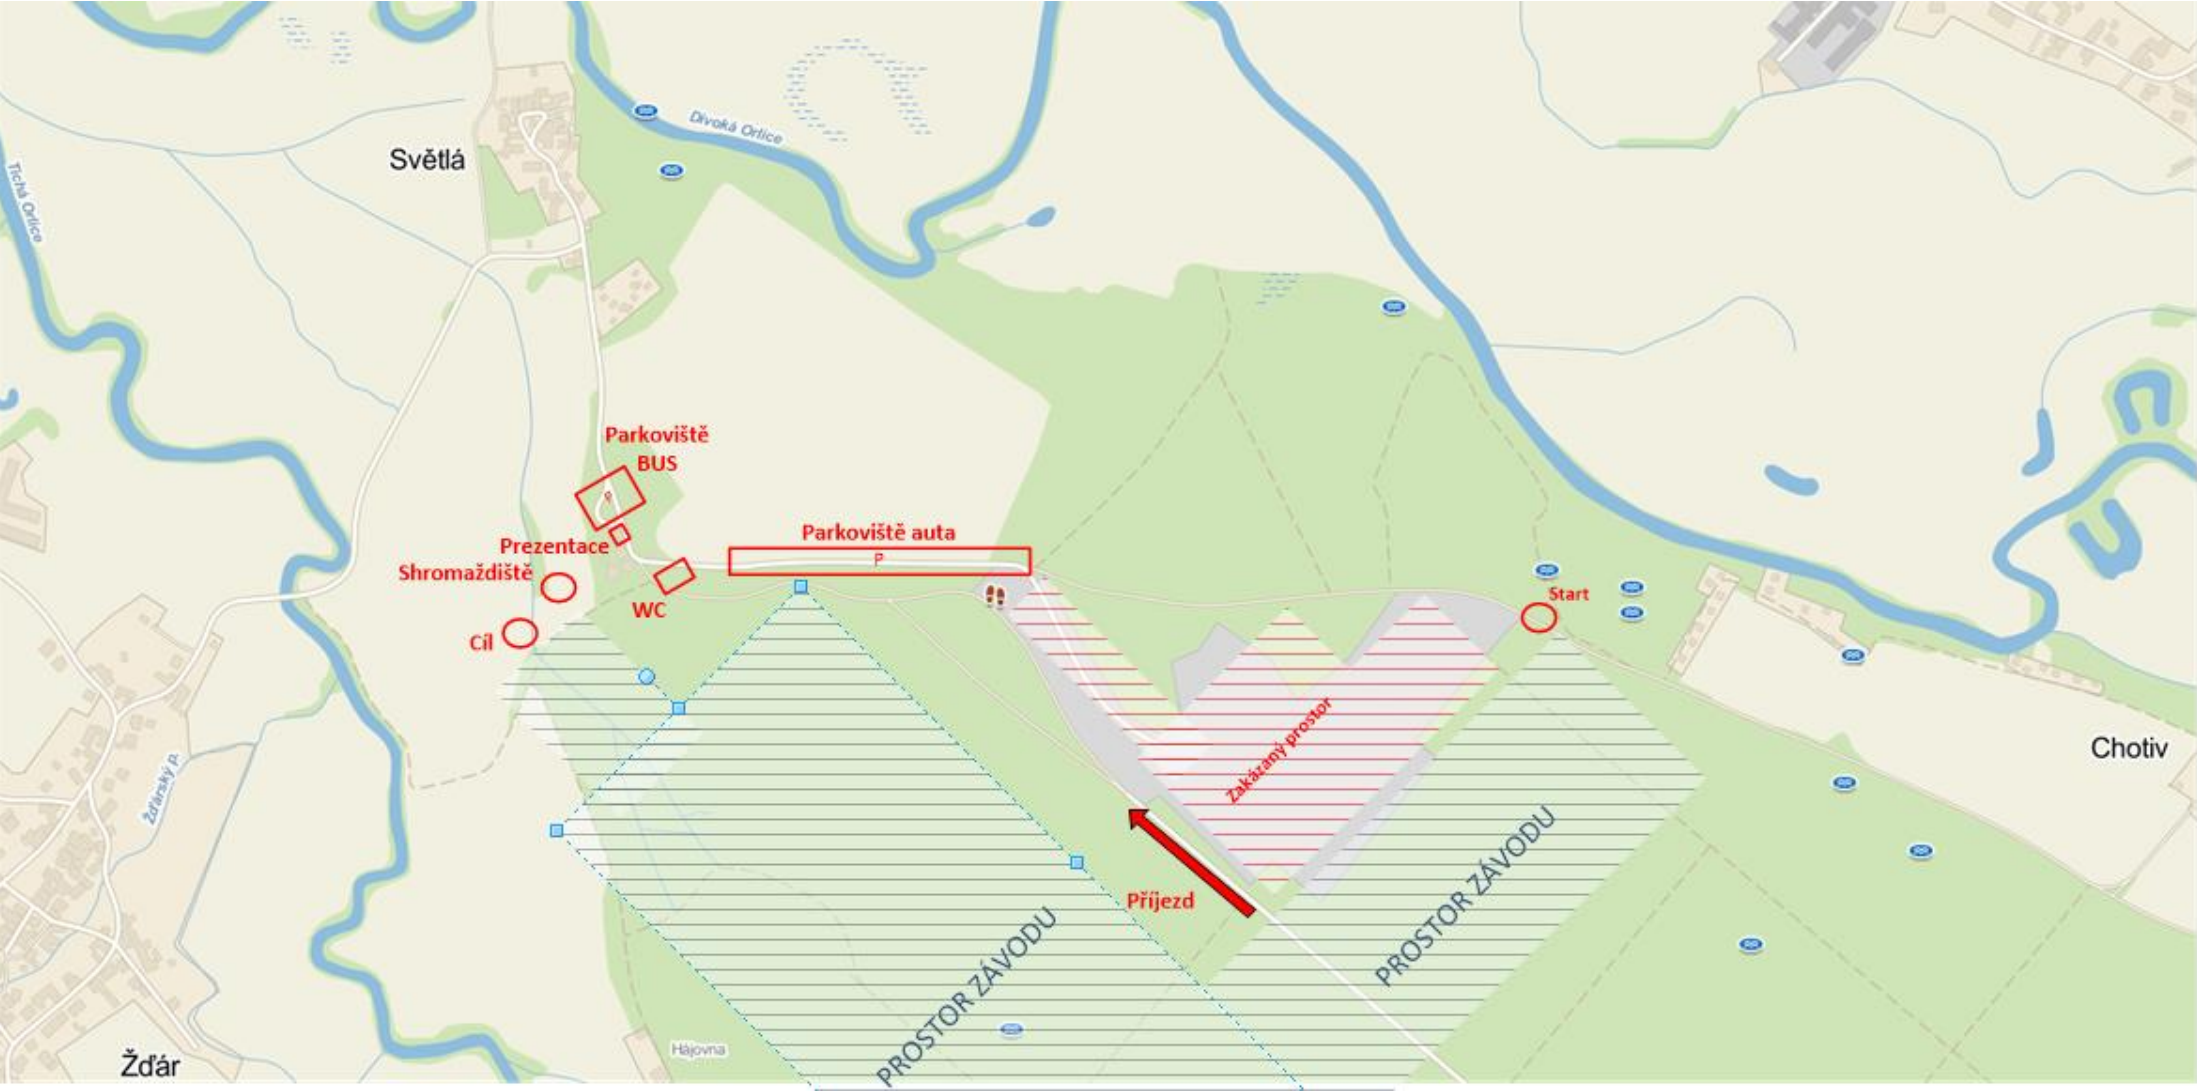 Divoká Orlice
Světlá
Tichá Orlice
Parkoviště
BUS
Parkoviště auta
P
P
Prezentace
Shromaždiště
WC
Start
Cíl
Zakázaný prostor
Chotiv
Žďárský p.
Příjezd
PROSTOR ZÁVODU
PROSTOR ZÁVODU
Hájovna
Žďár